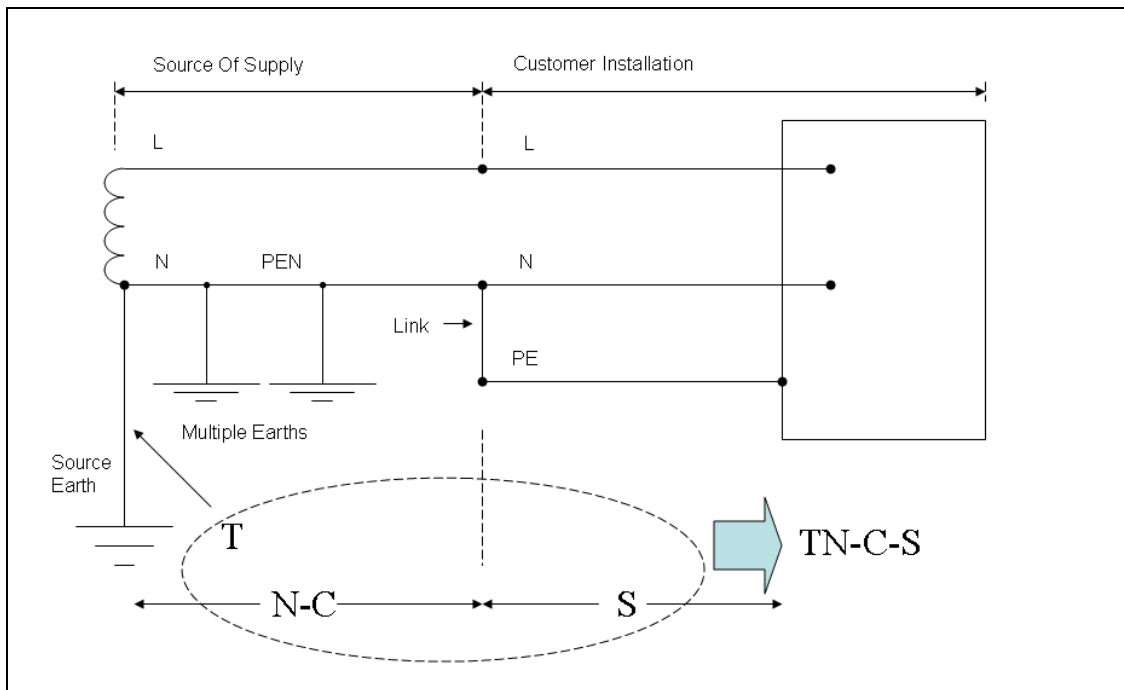 Source Of Supply
Customer Installation
L
L
N
PEN
N
Link
PE
Multiple Earths
Source
Earth
T
TN-C-S
N-C
S